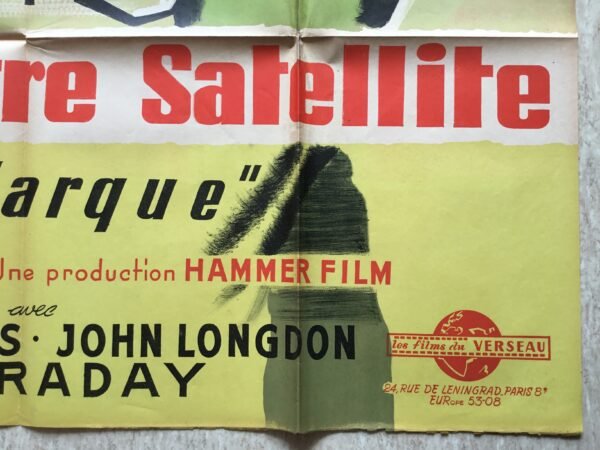 tre Satellite
arque"
Une production HAMMER FILM
avec
S · JOHN LONGDON
RADAY
les films du VERSEAU
24, RUE DE LENINGRAD. PARIS 8e
EUROPE 53-08